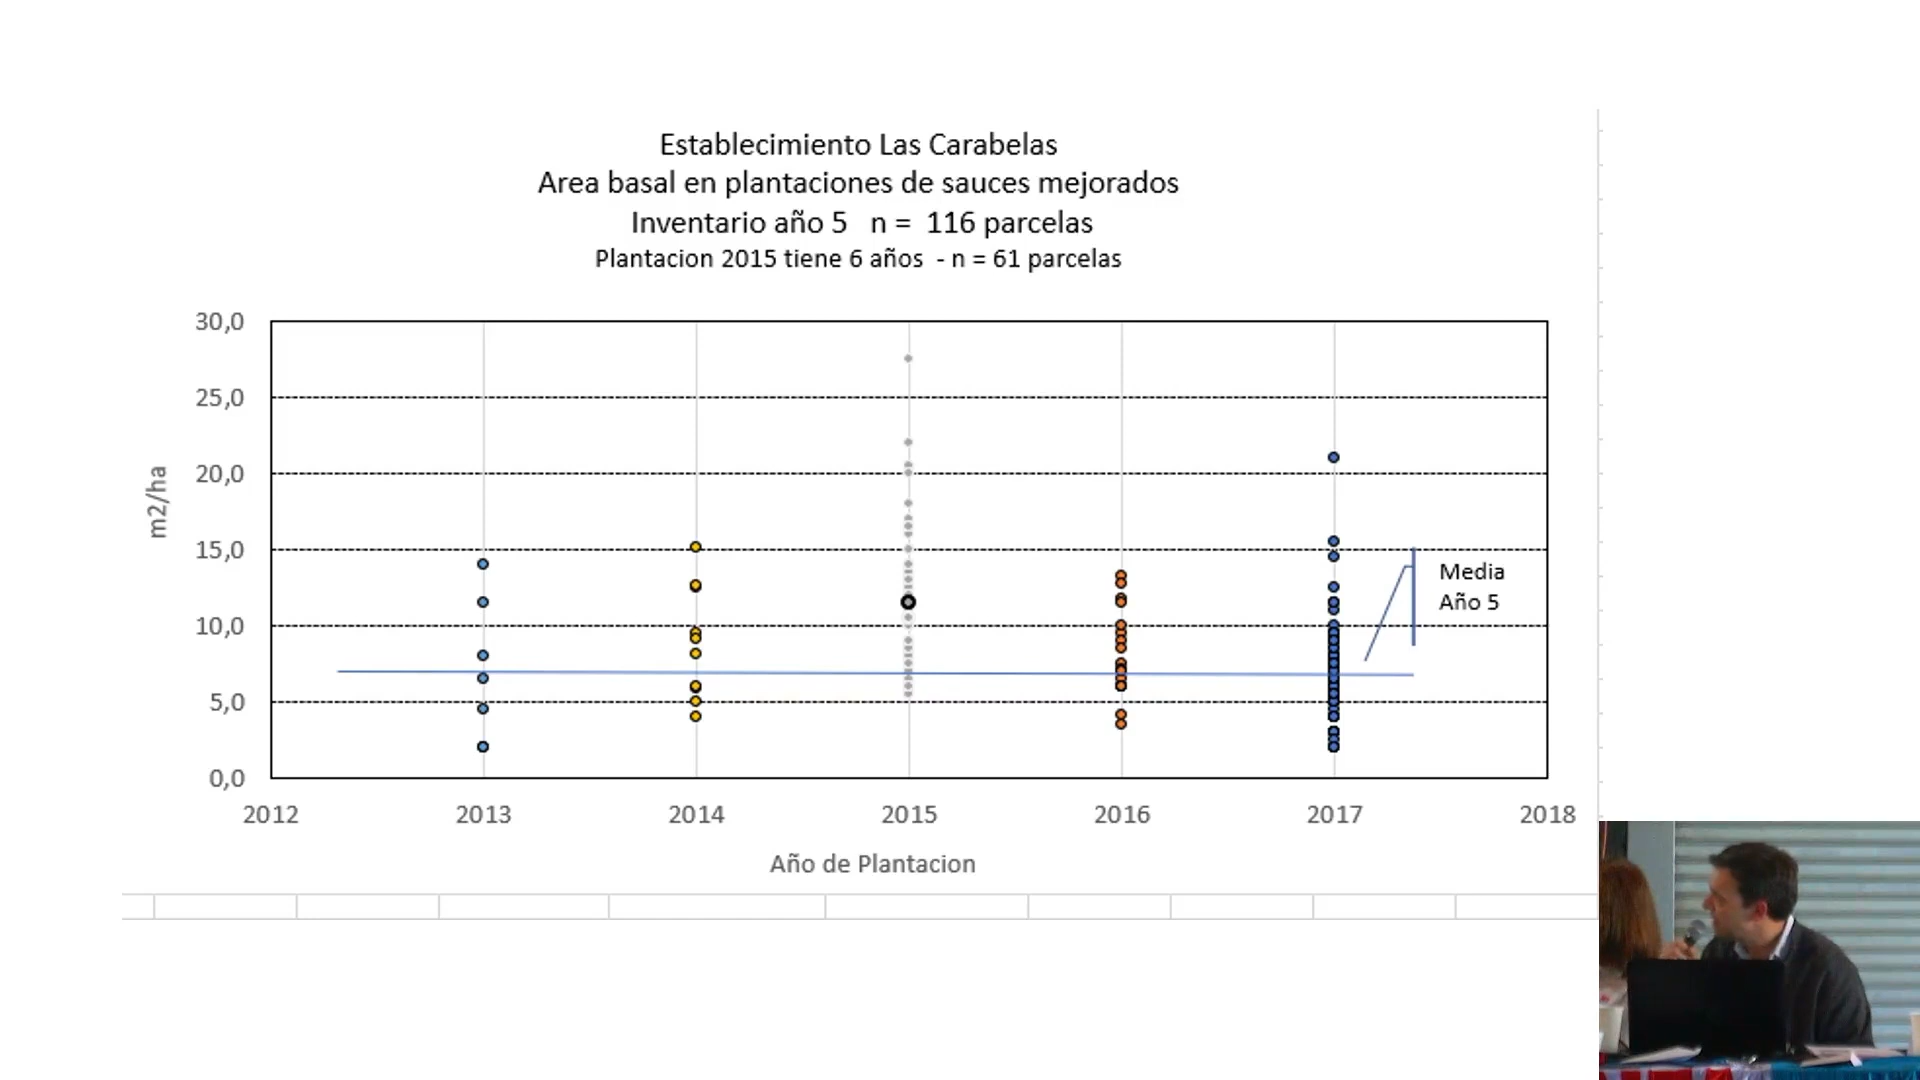 Establecimiento Las Carabelas
Area basal en plantaciones de sauces mejorados
Inventario año 5 n = 116 parcelas
Plantacion 2015 tiene 6 años - n = 61 parcelas
30,0
25,0
20,0
15,0
10,0
5,0
0,0
m2/ha
Media
Año 5
2012 2013 2014 2015 2016 2017 2018
Año de Plantacion